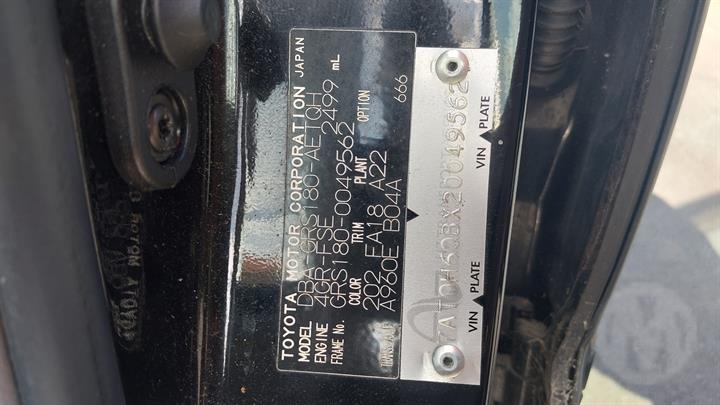 TOYOTA MOTOR CORPORATION JAPAN
MODEL DBA-GRS180-AETQH
ENGINE 4GR-FSE 2499 mL
FRAME No. GRS180-0049562
COLOR TRIM PLANT OPTION
202 FA18 A22
A960E B04A 666
VIN PLATE VIN PLATE